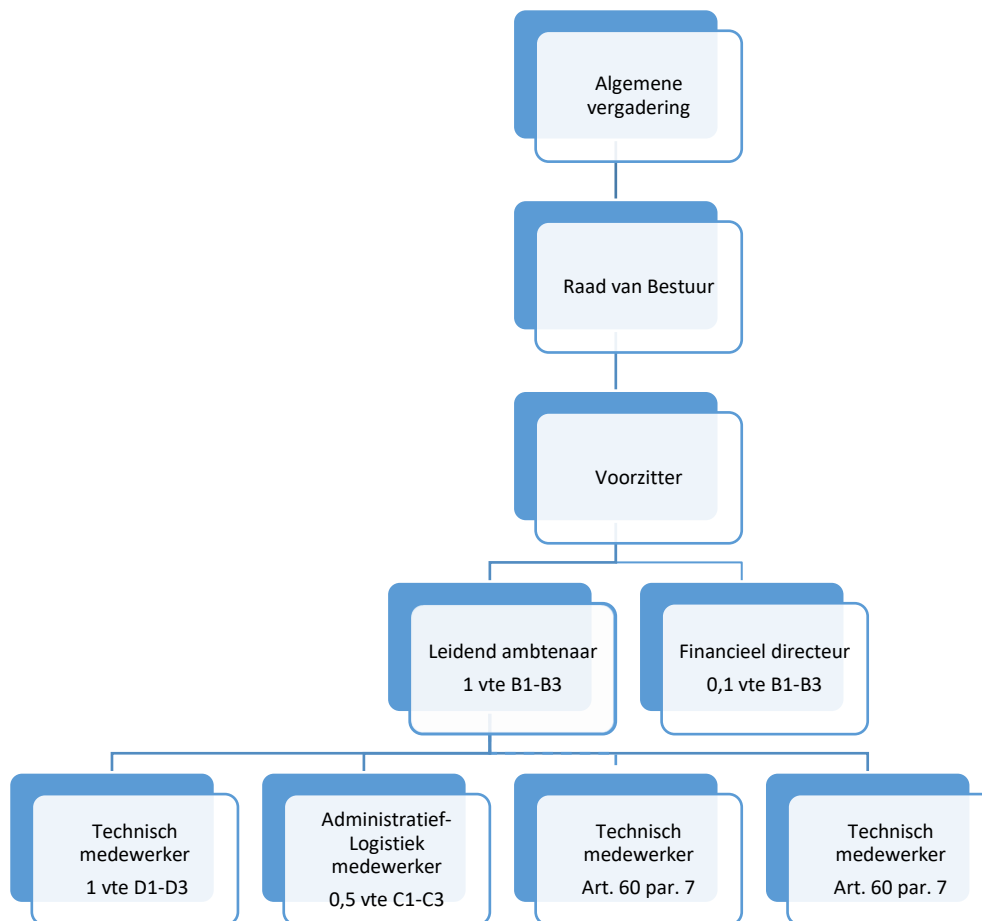 Algemene
vergadering
Raad van Bestuur
Voorzitter
Leidend ambtenaar
1 vte B1-B3
Financieel directeur
0,1 vte B1-B3
Technisch
medewerker
1 vte D1-D3
Administratief-
Logistiek
medewerker
0,5 vte C1-C3
Technisch
medewerker
Art. 60 par. 7
Technisch
medewerker
Art. 60 par. 7